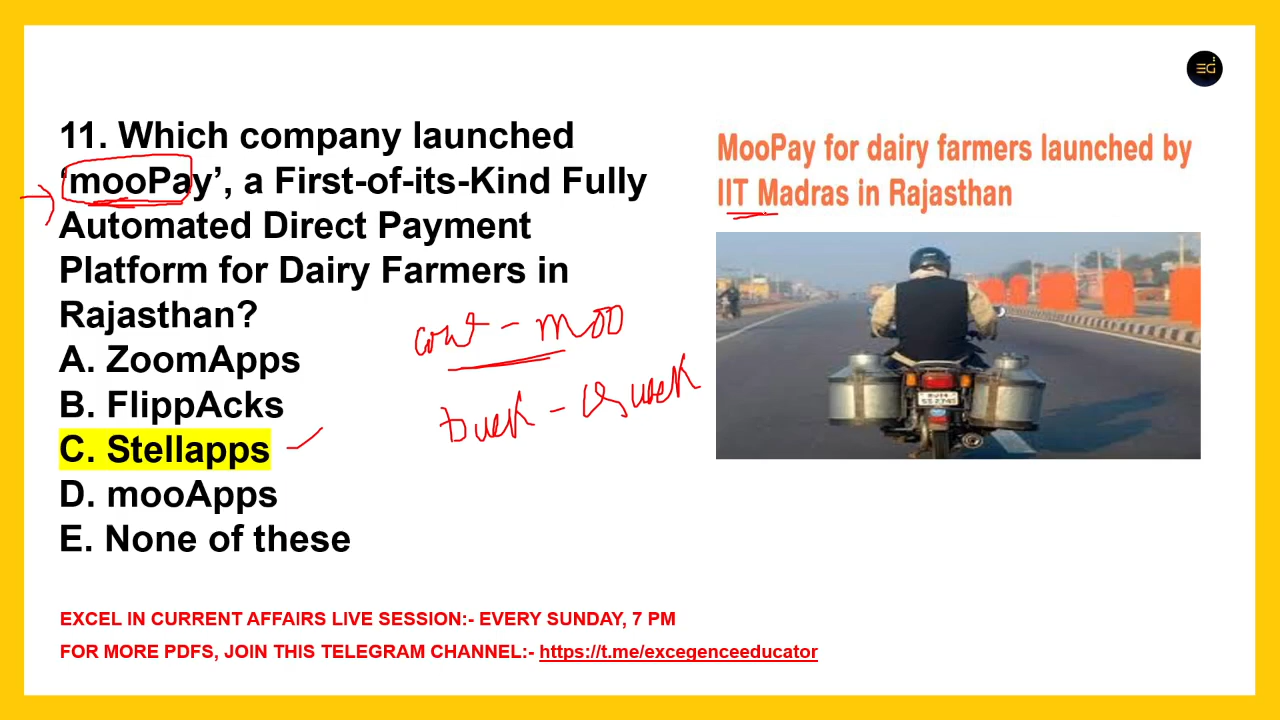 11. Which company launched
‘mooPay’, a First-of-its-Kind Fully
Automated Direct Payment
Platform for Dairy Farmers in
Rajasthan?
A. ZoomApps
B. FlippAcks
C. Stellapps
D. mooApps
E. None of these
- moo
Duck -
MooPay for dairy farmers launched by
IIT Madras in Rajasthan
EXCEL IN CURRENT AFFAIRS LIVE SESSION:- EVERY SUNDAY, 7 PM
FOR MORE PDFS, JOIN THIS TELEGRAM CHANNEL:- https://t.me/excegenceeducator